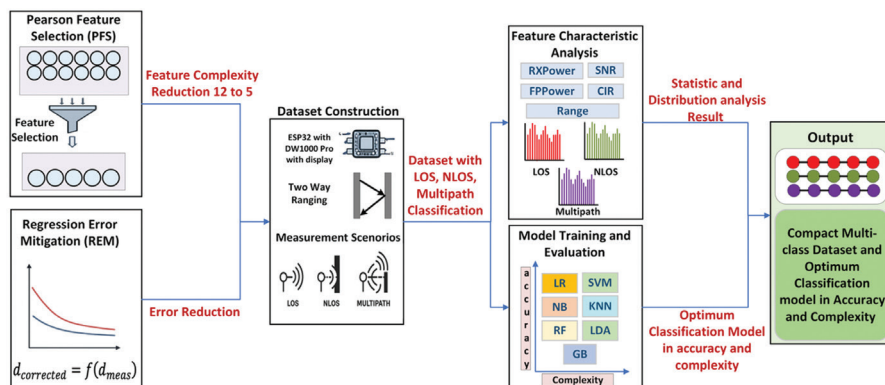 Pearson Feature
Selection (PFS)
Feature
Selection
Feature Complexity
Reduction 12 to 5
Regression Error
Mitigation (REM)
d_corrected = f(d_meas)
Error Reduction
Dataset Construction
ESP32 with
DW1000 Pro
with display
Two Way
Ranging
Measurement Scenorios
LOS
NLOS
MULTIPATH
Dataset with
LOS, NLOS,
Multipath
Classification
Feature Characteristic
Analysis
RXPower
SNR
FPPower
CIR
Range
LOS
NLOS
Multipath
Model Training and
Evaluation
accuracy
LR
SVM
NB
KNN
RF
LDA
GB
Complexity
Statistic and
Distribution analysis
Result
Optimum
Classification Model
in accuracy and
complexity
Output
Compact Multi-
class Dataset and
Optimum
Classification
model in Accuracy
and Complexity